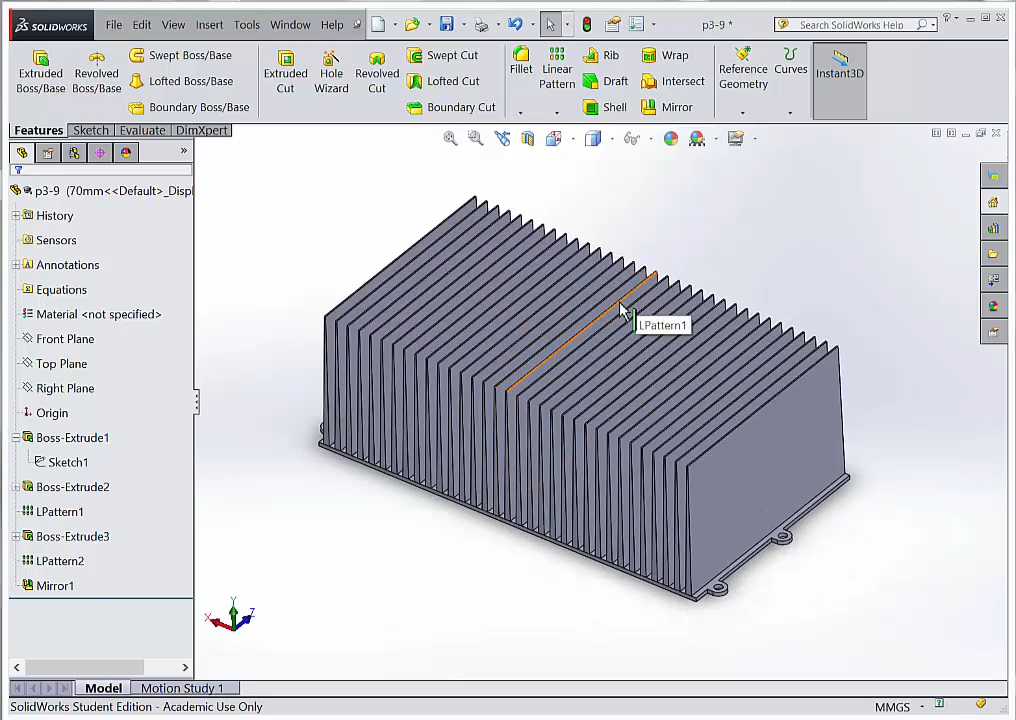 SOLIDWORKS File Edit View Insert Tools Window Help p3-9 * Search SolidWorks Help
Extruded Boss/Base
Revolved Boss/Base
Swept Boss/Base
Lofted Boss/Base
Boundary Boss/Base
Extruded Cut
Hole Wizard
Revolved Cut
Swept Cut
Lofted Cut
Boundary Cut
Fillet
Linear Pattern
Rib
Draft
Shell
Wrap
Intersect
Mirror
Reference Geometry
Curves
Instant3D
Features Sketch Evaluate DimXpert
p3-9 (70mm<<Default>_Displ
History
Sensors
Annotations
Equations
Material <not specified>
Front Plane
Top Plane
Right Plane
Origin
Boss-Extrude1
Sketch1
Boss-Extrude2
LPattern1
Boss-Extrude3
LPattern2
Mirror1
LPattern1
Y
X Z
Model Motion Study 1
SolidWorks Student Edition - Academic Use Only MMGS